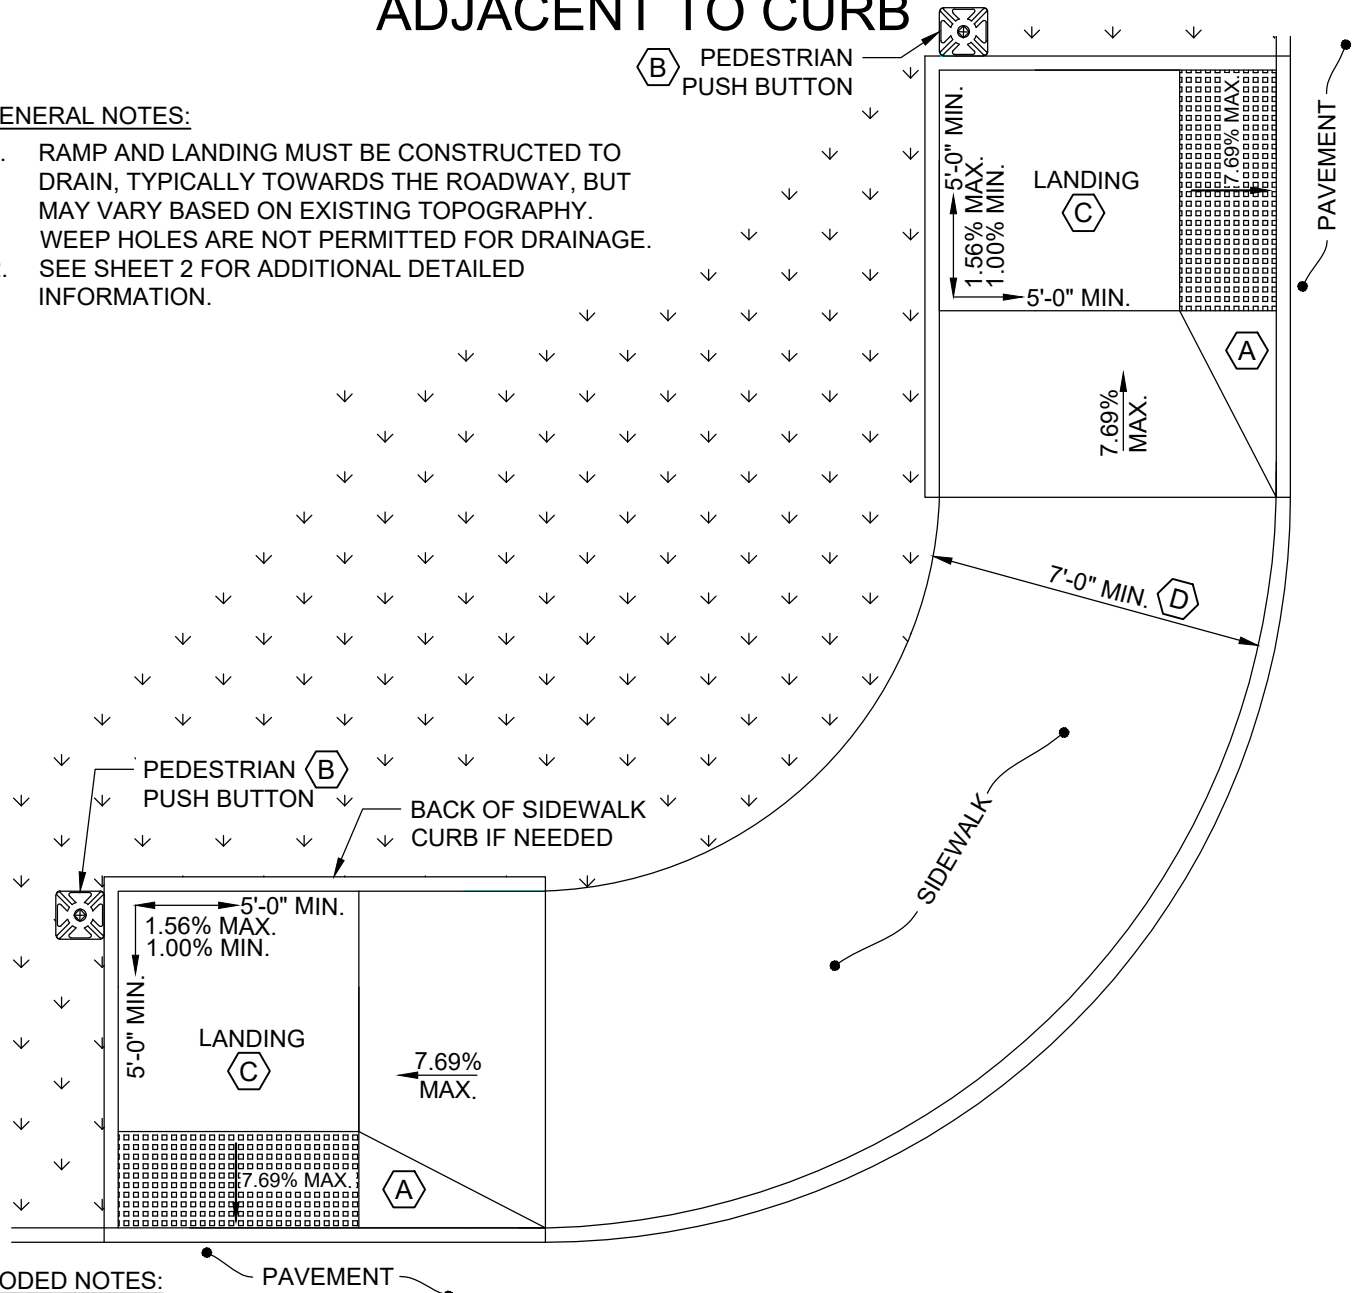 ADJACENT TO CURB
B PEDESTRIAN
PUSH BUTTON
ENERAL NOTES:
. RAMP AND LANDING MUST BE CONSTRUCTED TO
DRAIN, TYPICALLY TOWARDS THE ROADWAY, BUT
MAY VARY BASED ON EXISTING TOPOGRAPHY.
WEEP HOLES ARE NOT PERMITTED FOR DRAINAGE.
. SEE SHEET 2 FOR ADDITIONAL DETAILED
INFORMATION.
5'-0" MIN.
1.56% MAX.
1.00% MIN.
LANDING
C
5'-0" MIN.
7.69% MAX.
PAVEMENT
A
7.69%
MAX.
7'-0" MIN. D
SIDEWALK
PEDESTRIAN B
PUSH BUTTON
BACK OF SIDEWALK
CURB IF NEEDED
5'-0" MIN.
1.56% MAX.
1.00% MIN.
5'-0" MIN.
LANDING
C
7.69%
MAX.
7.69% MAX.
A
PAVEMENT
ODED NOTES: